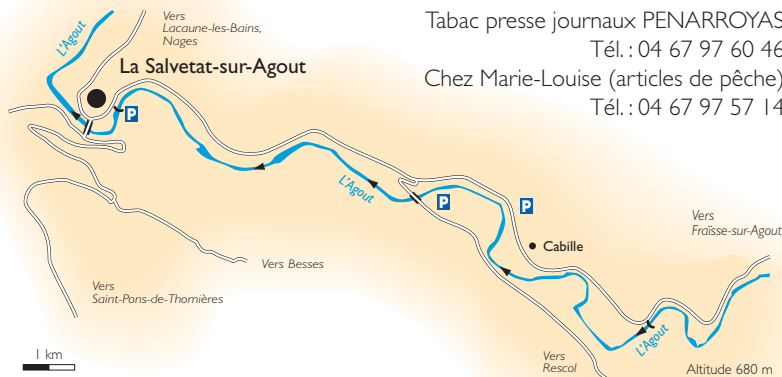 Tabac presse journaux PENARROYAS
Tél. : 04 67 97 60 46
Chez Marie-Louise (articles de pêche)
Tél. : 04 67 97 57 14
Vers
Lacaune-les-Bains,
Nages
L'Agout
La Salvetat-sur-Agout
P
L'Agout
P
P
Cabille
Vers
Fraïsse-sur-Agout
Vers Besses
Vers
Saint-Pons-de-Thomières
L'Agout
Vers
Rescol
1 km
Altitude 680 m